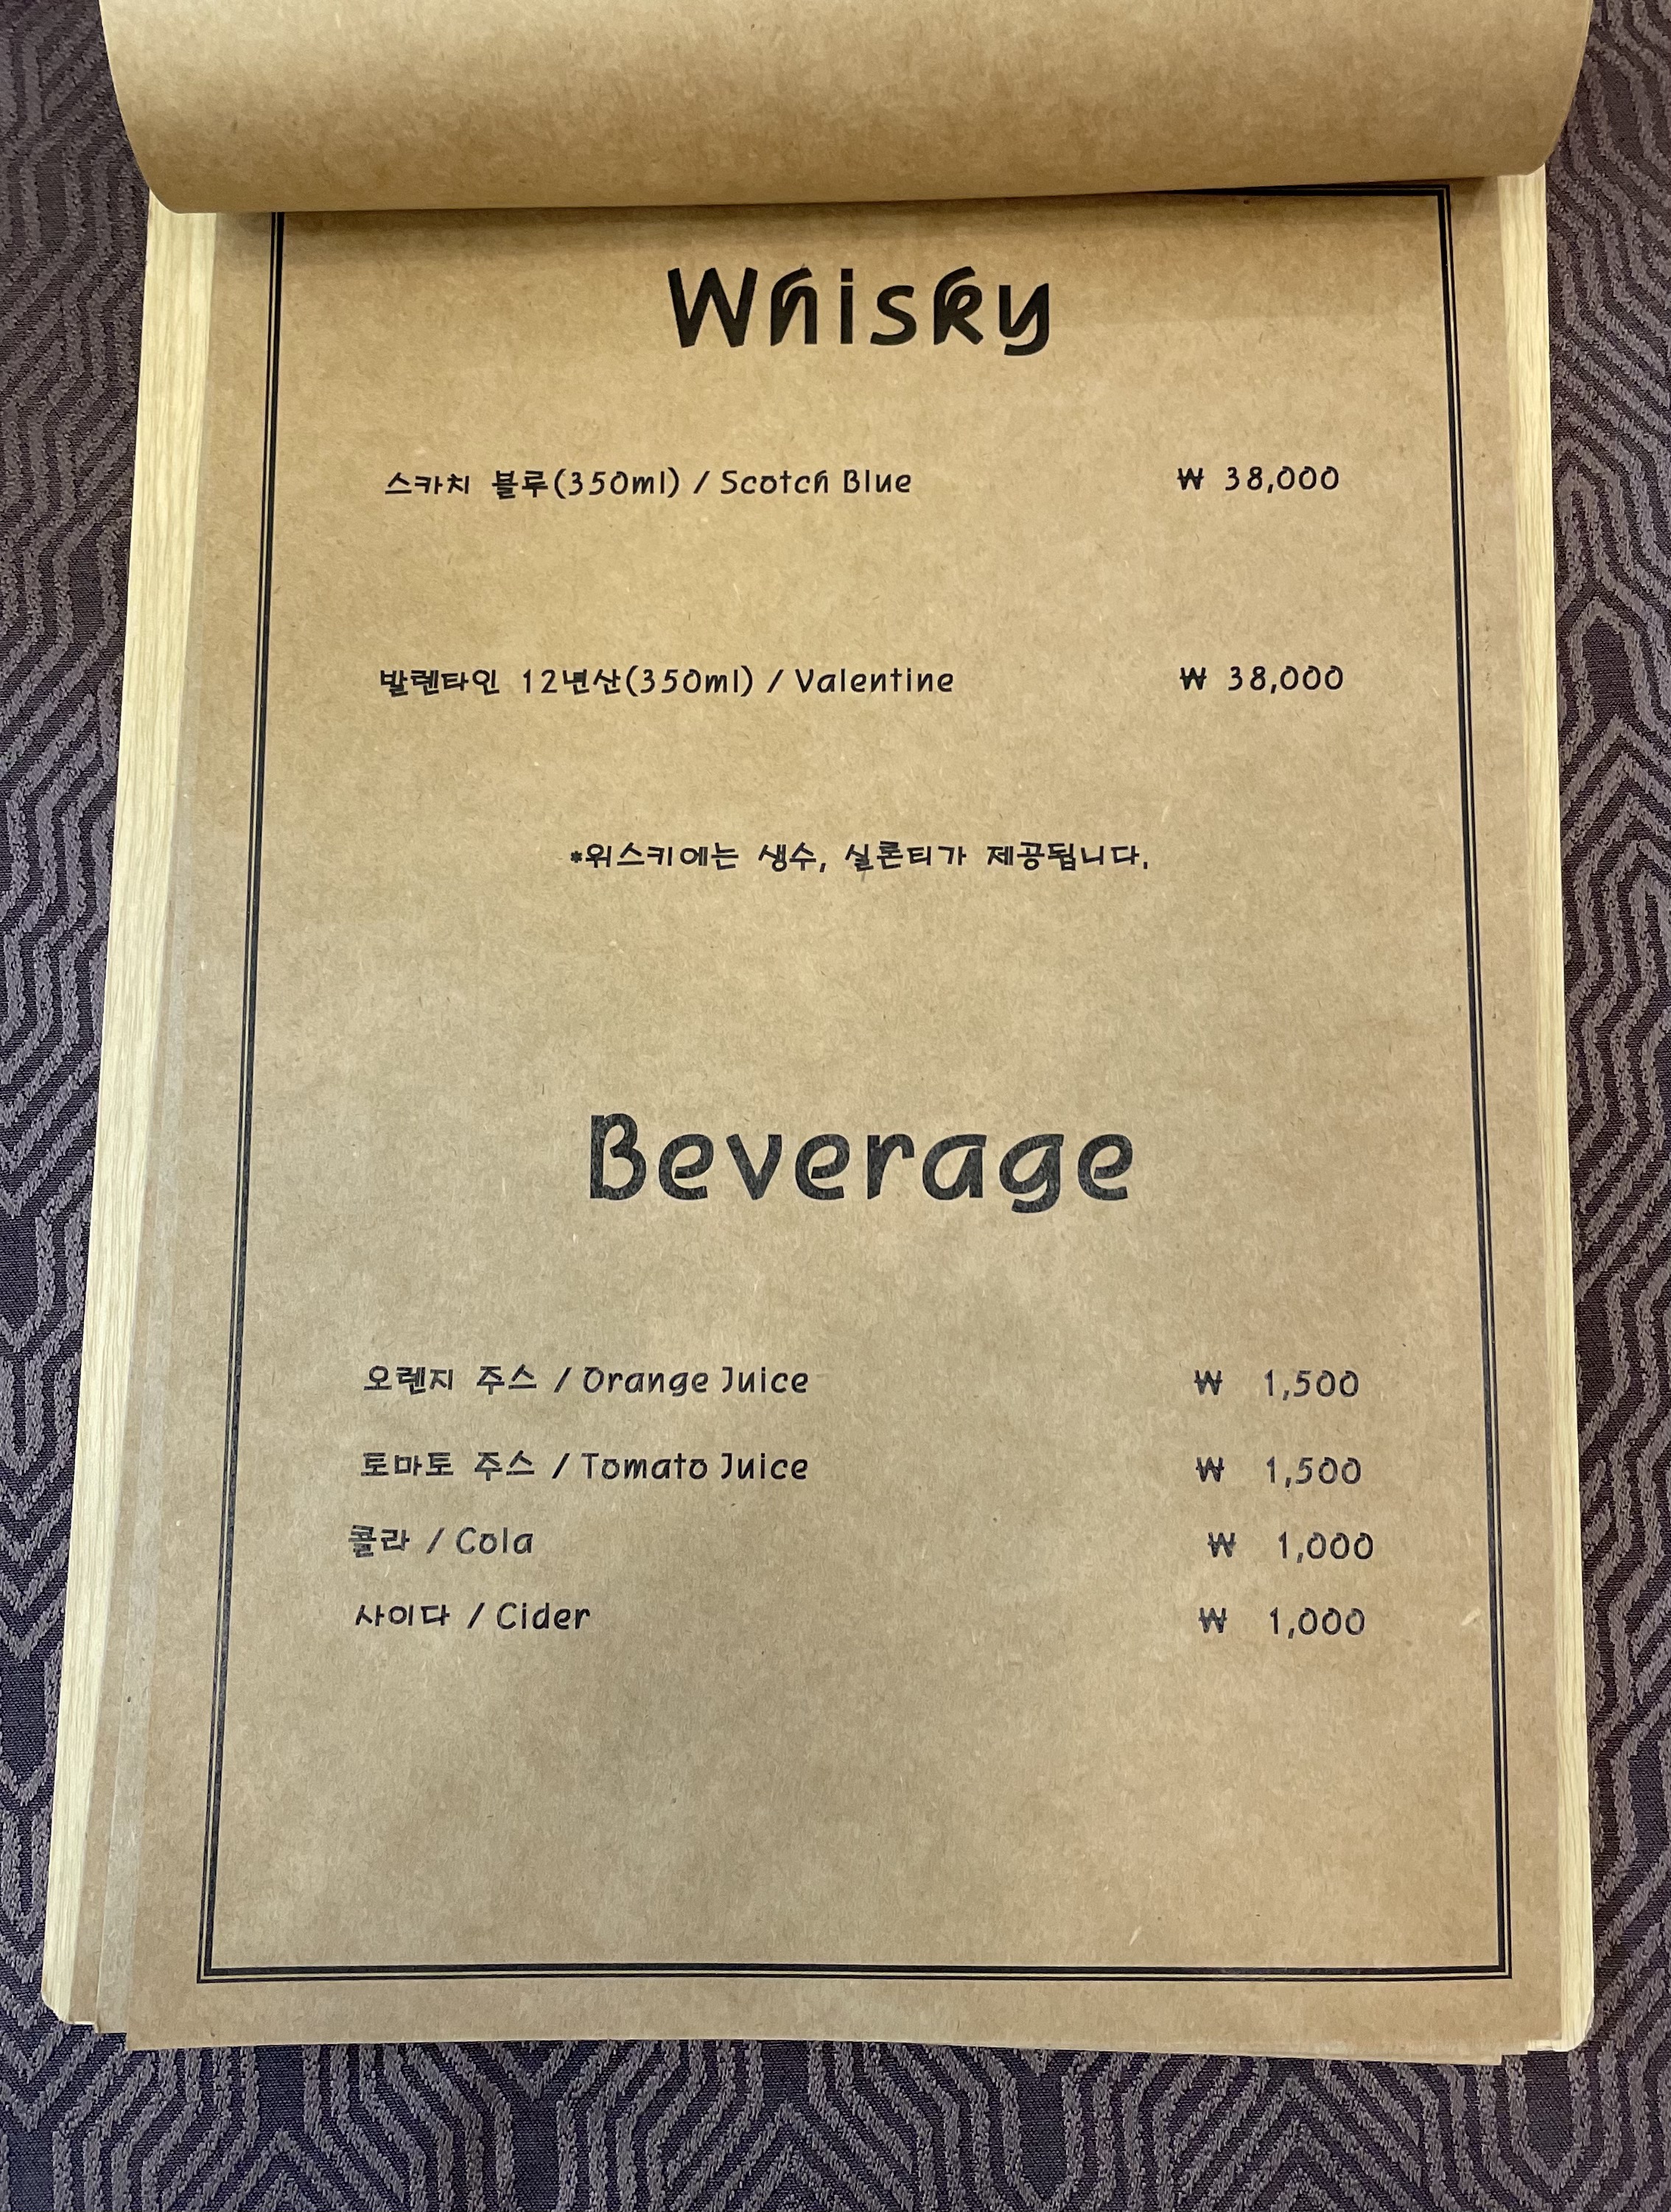 Whisky
스카치 블루(350ml) / Scotch Blue ₩ 38,000
발렌타인 12년산(350ml) / Valentine ₩ 38,000
*위스키에는 생수, 실론티가 제공됩니다.
Beverage
오렌지 주스 / Orange Juice ₩ 1,500
토마토 주스 / Tomato Juice ₩ 1,500
콜라 / Cola ₩ 1,000
사이다 / Cider ₩ 1,000